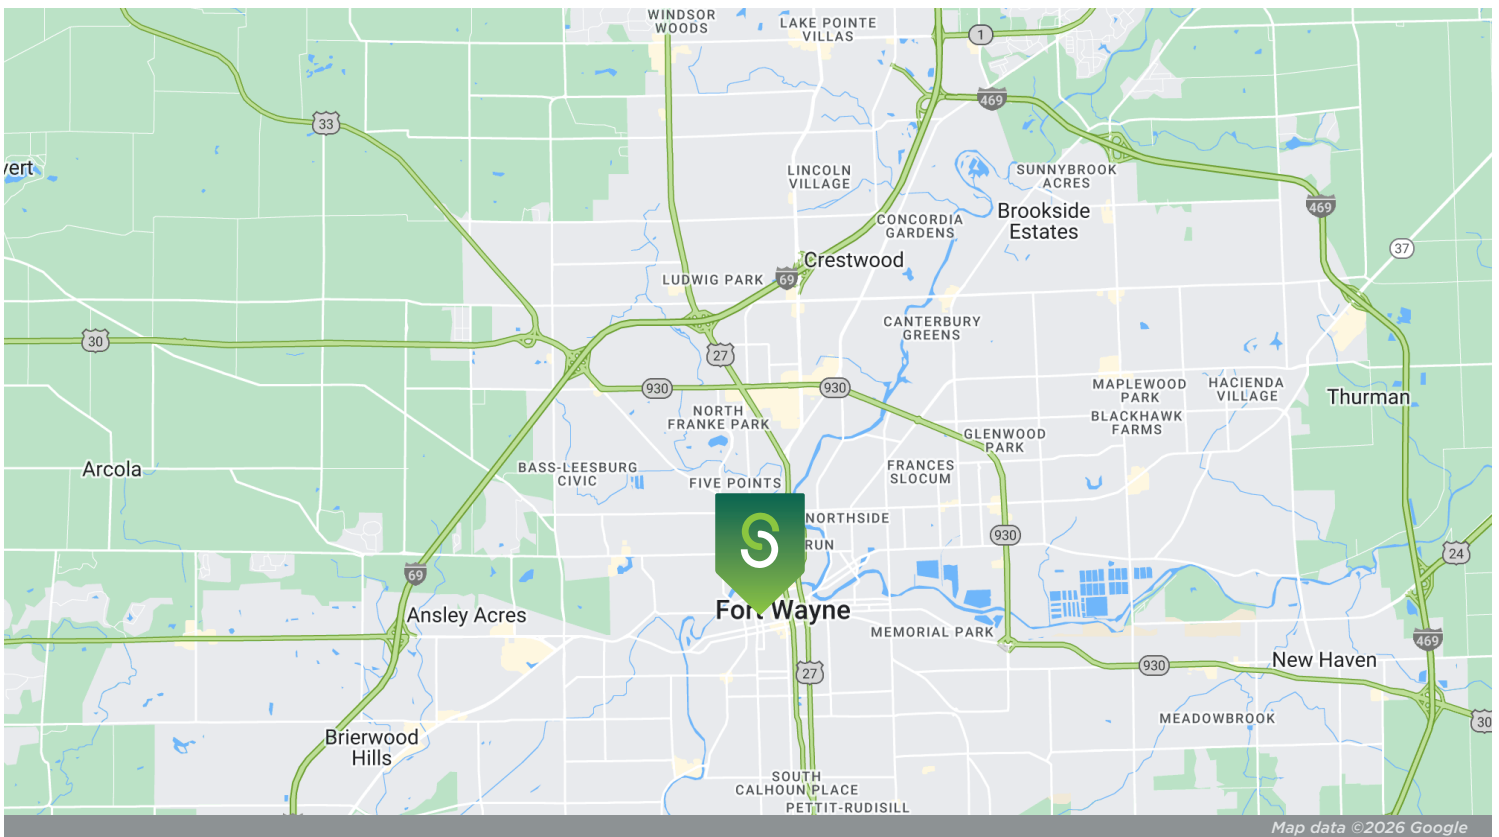 WINDSOR
WOODS
LAKE POINTE
VILLAS
1
469
33
vert
LINCOLN
VILLAGE
SUNNYBROOK
ACRES
469
Brookside
Estates
CONCORDIA
GARDENS
37
Crestwood
LUDWIG PARK
69
CANTERBURY
GREENS
30
27
930
930
MAPLEWOOD
PARK
HACIENDA
VILLAGE
Thurman
NORTH
FRANKE PARK
BLACKHAWK
FARMS
GLENWOOD
PARK
Arcola
BASS-LEESBURG
CIVIC
FRANCES
SLOCUM
FIVE POINTS
NORTHSIDE
S
930
RUN
24
69
Fort Wayne
Ansley Acres
MEMORIAL PARK
469
930
New Haven
27
MEADOWBROOK
30
Brierwood
Hills
SOUTH
CALHOUN PLACE
PETTIT-RUDISILL
Map data ©2026 Google